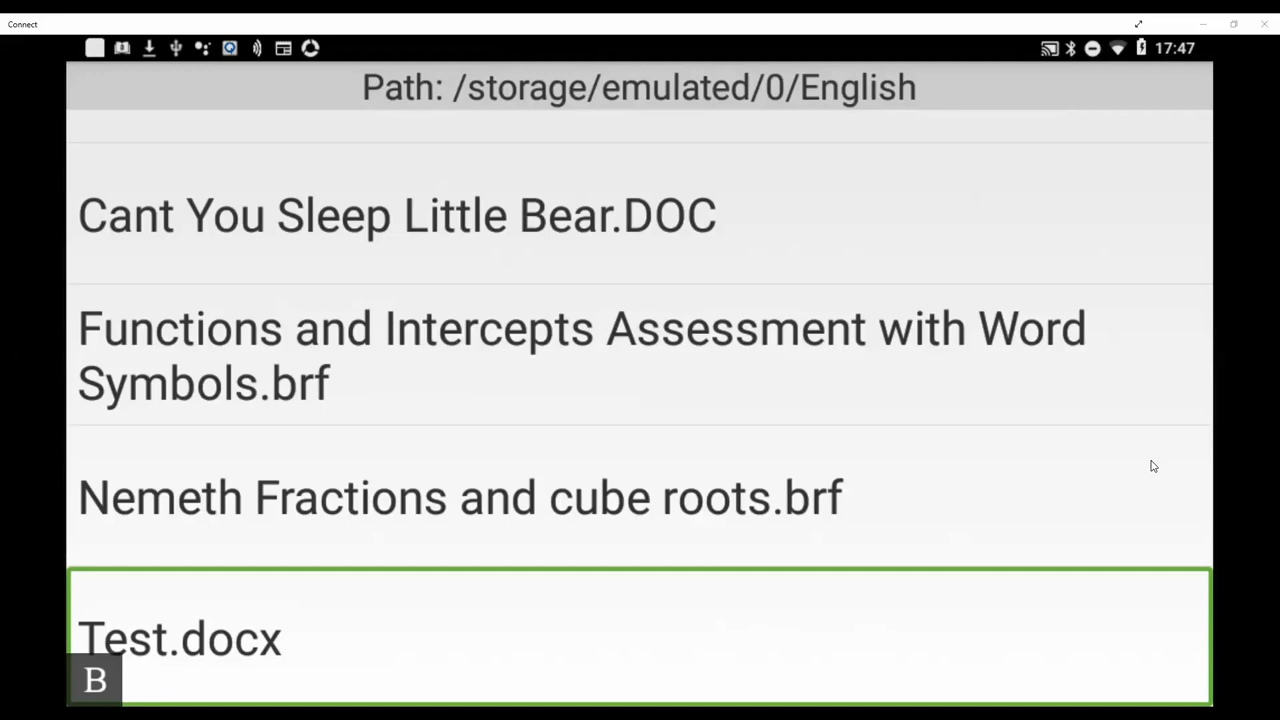 Connect
17:47
Path: /storage/emulated/0/English
Cant You Sleep Little Bear.DOC
Functions and Intercepts Assessment with Word
Symbols.brf
Nemeth Fractions and cube roots.brf
Test.docx
B